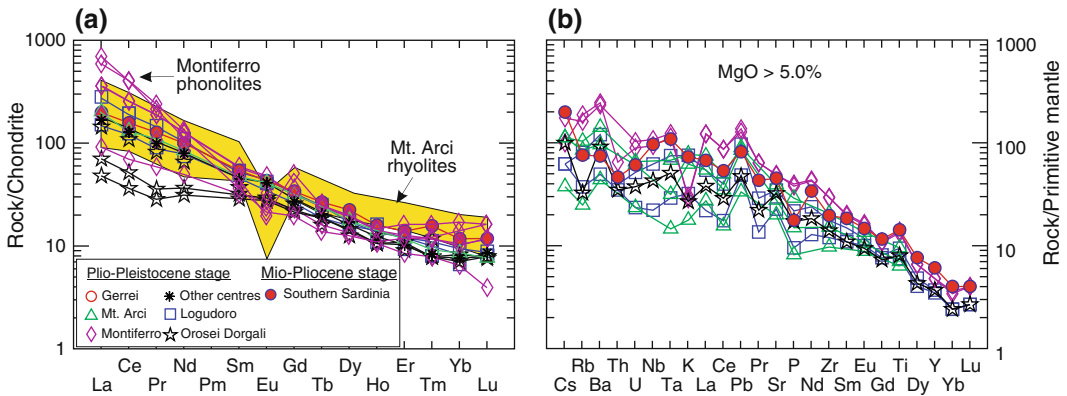 (a)
(b)
1000
100
10
1
Rock/Chondrite
Montiferro
phonolites
Mt. Arci
rhyolites
Plio-Pleistocene stage
Mio-Pliocene stage
Gerrei
Other centres
Southern Sardinia
Mt. Arci
Logudoro
Montiferro
Orosei Dorgali
Ce Nd Sm Gd Dy Er Yb
La Pr Pm Eu Tb Ho Tm Lu
MgO > 5.0%
1000
100
10
1
Rock/Primitive mantle
Rb Th Nb K Ce Pr P Zr Eu Ti Y Lu
Cs Ba U Ta La Pb Sr Nd Sm Gd Dy Yb